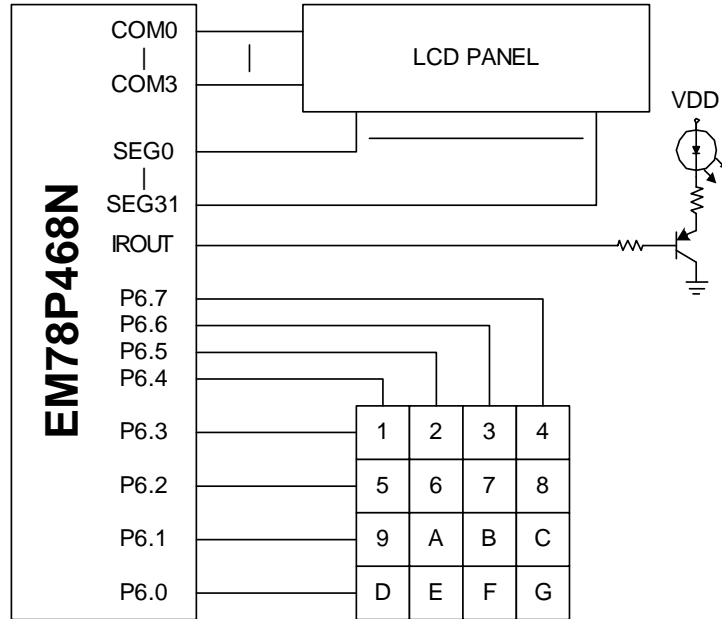 EM78P468N
COM0
COM3
SEG0
SEG31
IROUT
P6.7
P6.6
P6.5
P6.4
P6.3
P6.2
P6.1
P6.0
LCD PANEL
VDD
1 2 3 4
5 6 7 8
9 A B C
D E F G